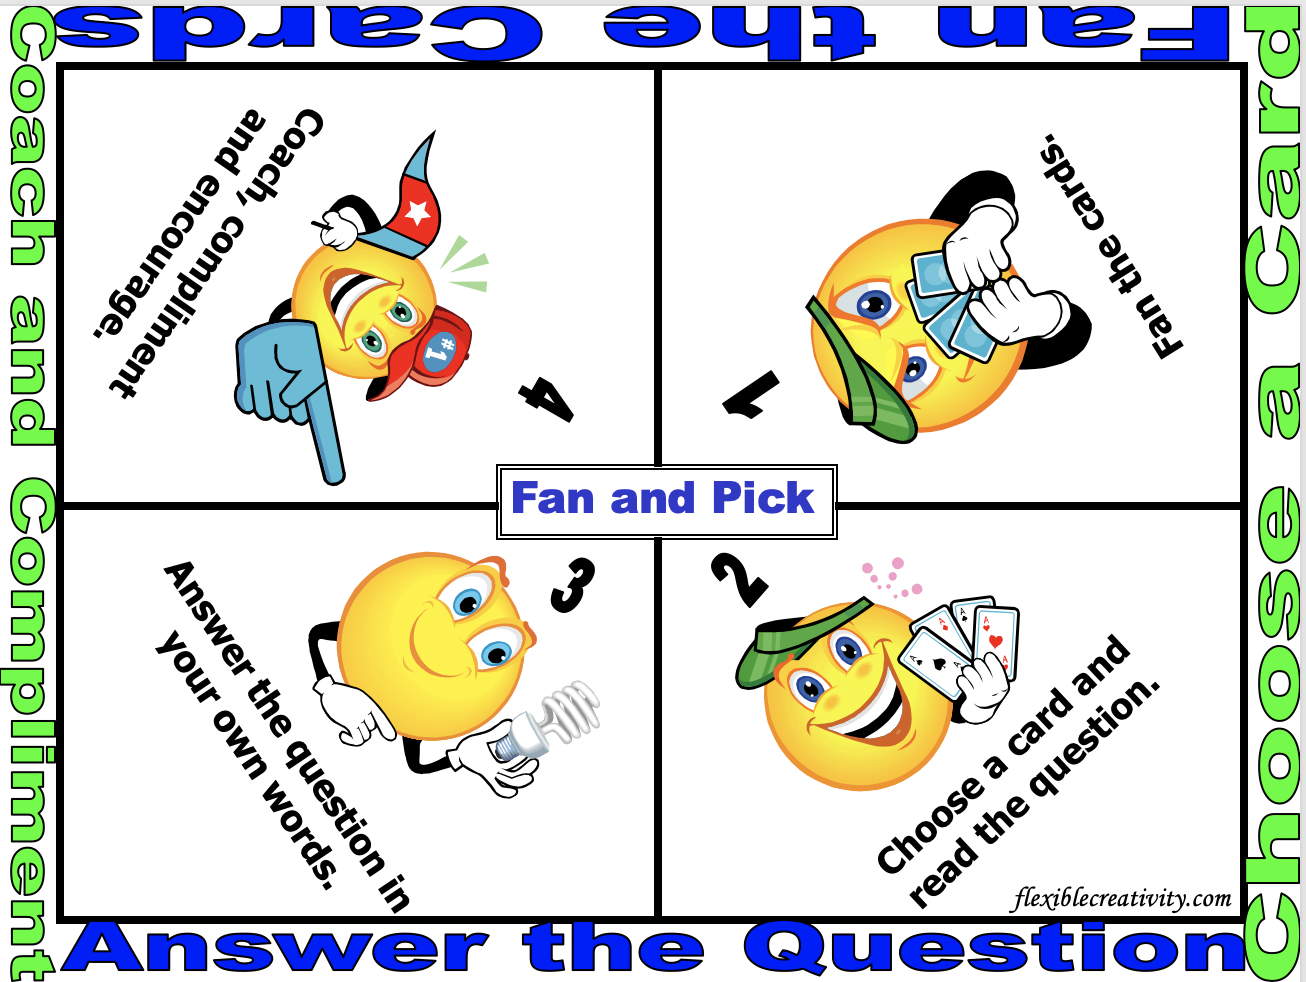 Fan the Cards
Coach and Compliment
Choose a Card
Coach, compliment
and encourage.
#1
4
Fan the cards.
1
Fan and Pick
3
Answer the question in
your own words.
2
A
A
A
A
A
A
Choose a card and
read the question.
flexiblecreativity.com
Answer the Question